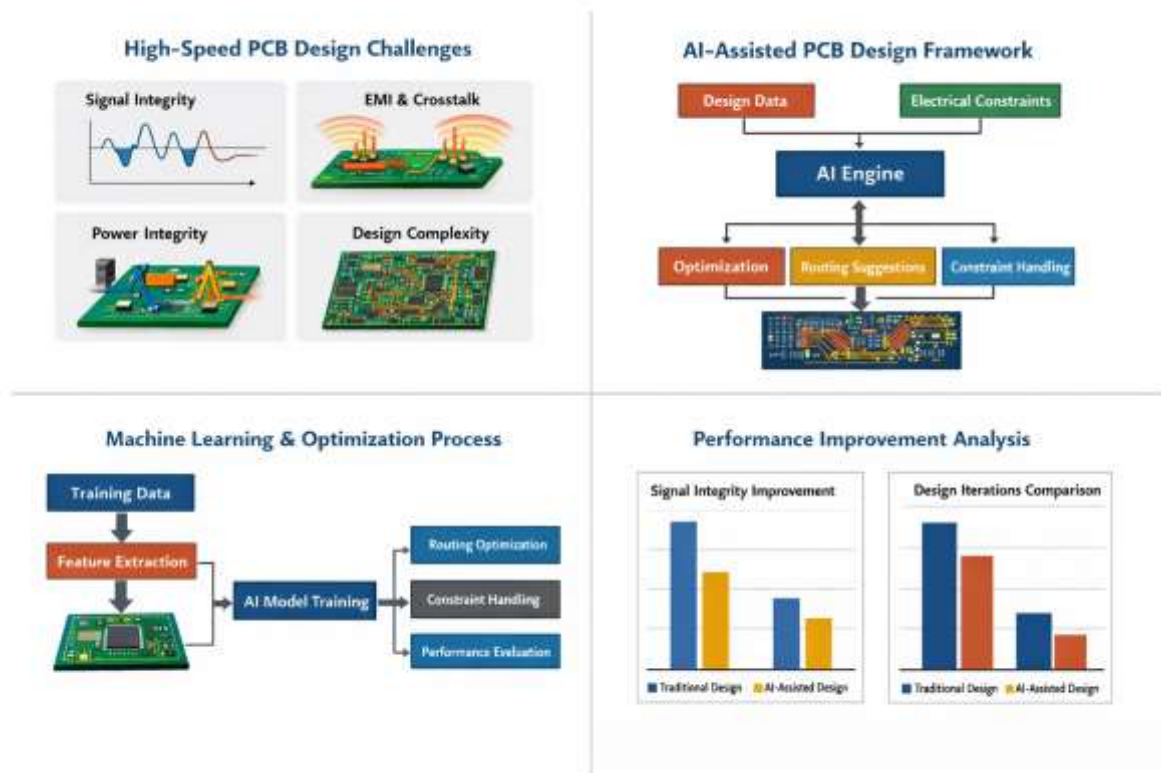 High-Speed PCB Design Challenges
Signal Integrity
EMI & Crosstalk
Power Integrity
Design Complexity
AI-Assisted PCB Design Framework
Design Data
Electrical Constraints
AI Engine
Optimization
Routing Suggestions
Constraint Handling
Machine Learning & Optimization Process
Training Data
Feature Extraction
AI Model Training
Routing Optimization
Constraint Handling
Performance Evaluation
Performance Improvement Analysis
Signal Integrity Improvement
Traditional Design AI-Assisted Design
Design Iterations Comparison
Traditional Design AI-Assisted Design